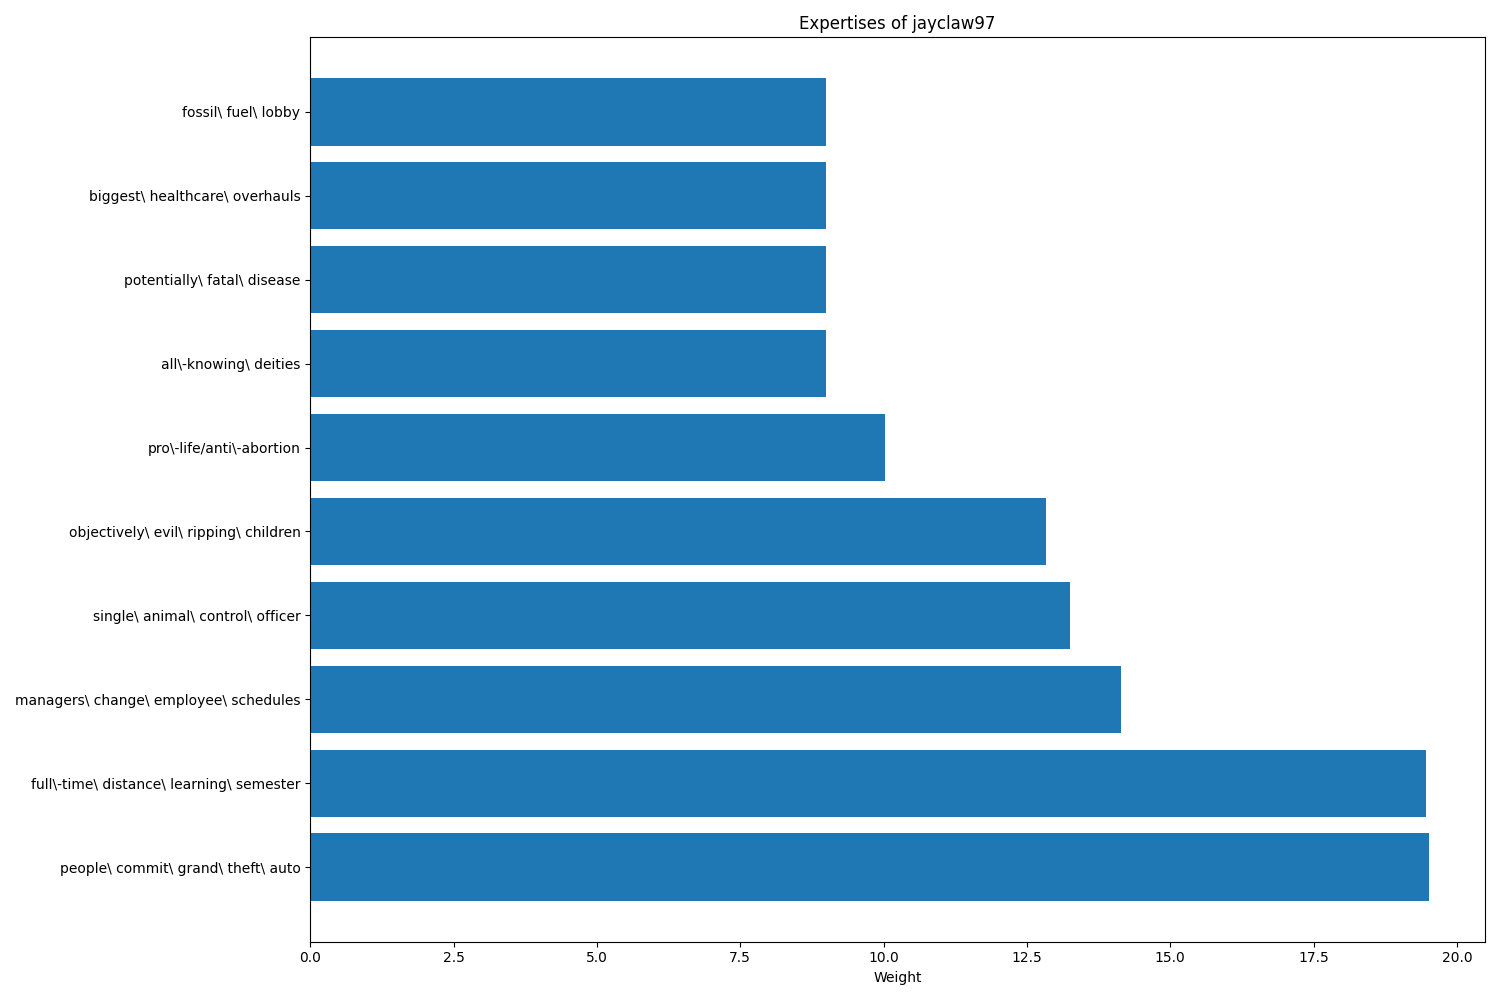 Expertises of jayclaw97
fossil\ fuel\ lobby
biggest\ healthcare\ overhauls
potentially\ fatal\ disease
all\-knowing\ deities
pro\-life/anti\-abortion
objectively\ evil\ ripping\ children
single\ animal\ control\ officer
managers\ change\ employee\ schedules
full\-time\ distance\ learning\ semester
people\ commit\ grand\ theft\ auto
0.0 2.5 5.0 7.5 10.0 12.5 15.0 17.5 20.0
Weight